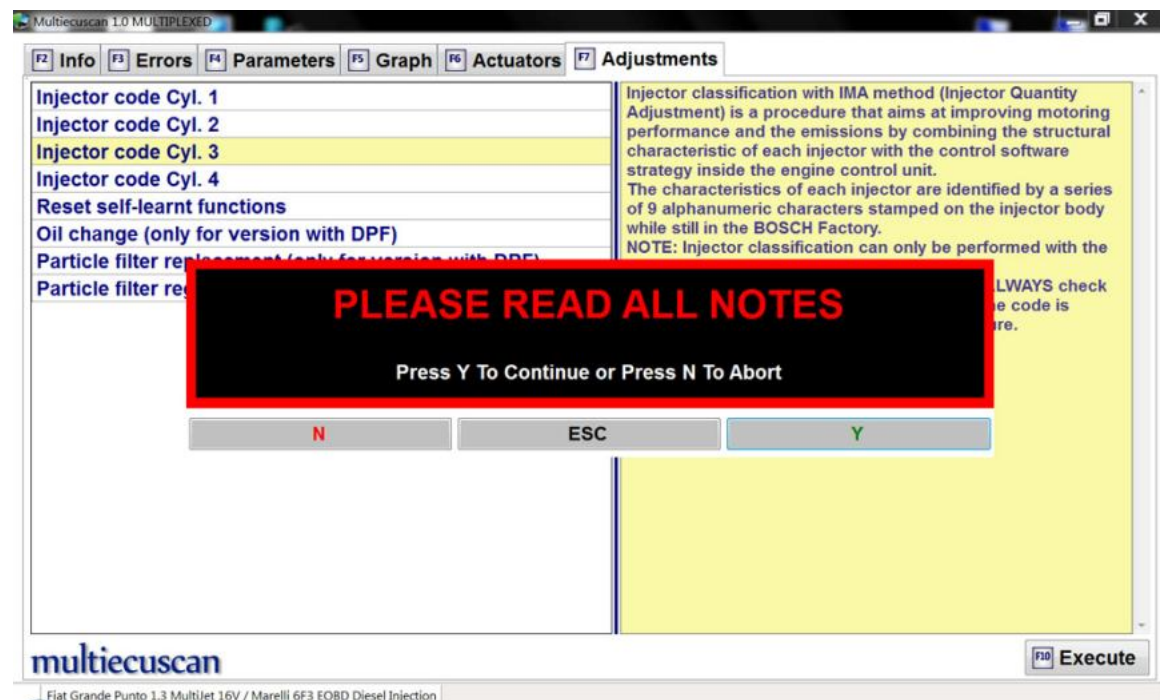 Multiecuscan 1.0 MULTIPLEXED
F2 Info F3 Errors F4 Parameters F5 Graph F6 Actuators F7 Adjustments
Injector code Cyl. 1
Injector code Cyl. 2
Injector code Cyl. 3
Injector code Cyl. 4
Reset self-learnt functions
Oil change (only for version with DPF)
Particle filter replacement (only for version with DPF)
Particle filter
Injector classification with IMA method (Injector Quantity
Adjustment) is a procedure that aims at improving motoring
performance and the emissions by combining the structural
characteristic of each injector with the control software
strategy inside the engine control unit.
The characteristics of each injector are identified by a series
of 9 alphanumeric characters stamped on the injector body
while still in the BOSCH Factory.
NOTE: Injector classification can only be performed with the
ALWAYS check
code is
PLEASE READ ALL NOTES
Press Y To Continue or Press N To Abort
N ESC Y
multiecuscan
F10 Execute
Fiat Grande Punto 1.3 MultiJet 16V / Marelli 6F3 EOBD Diesel Injection